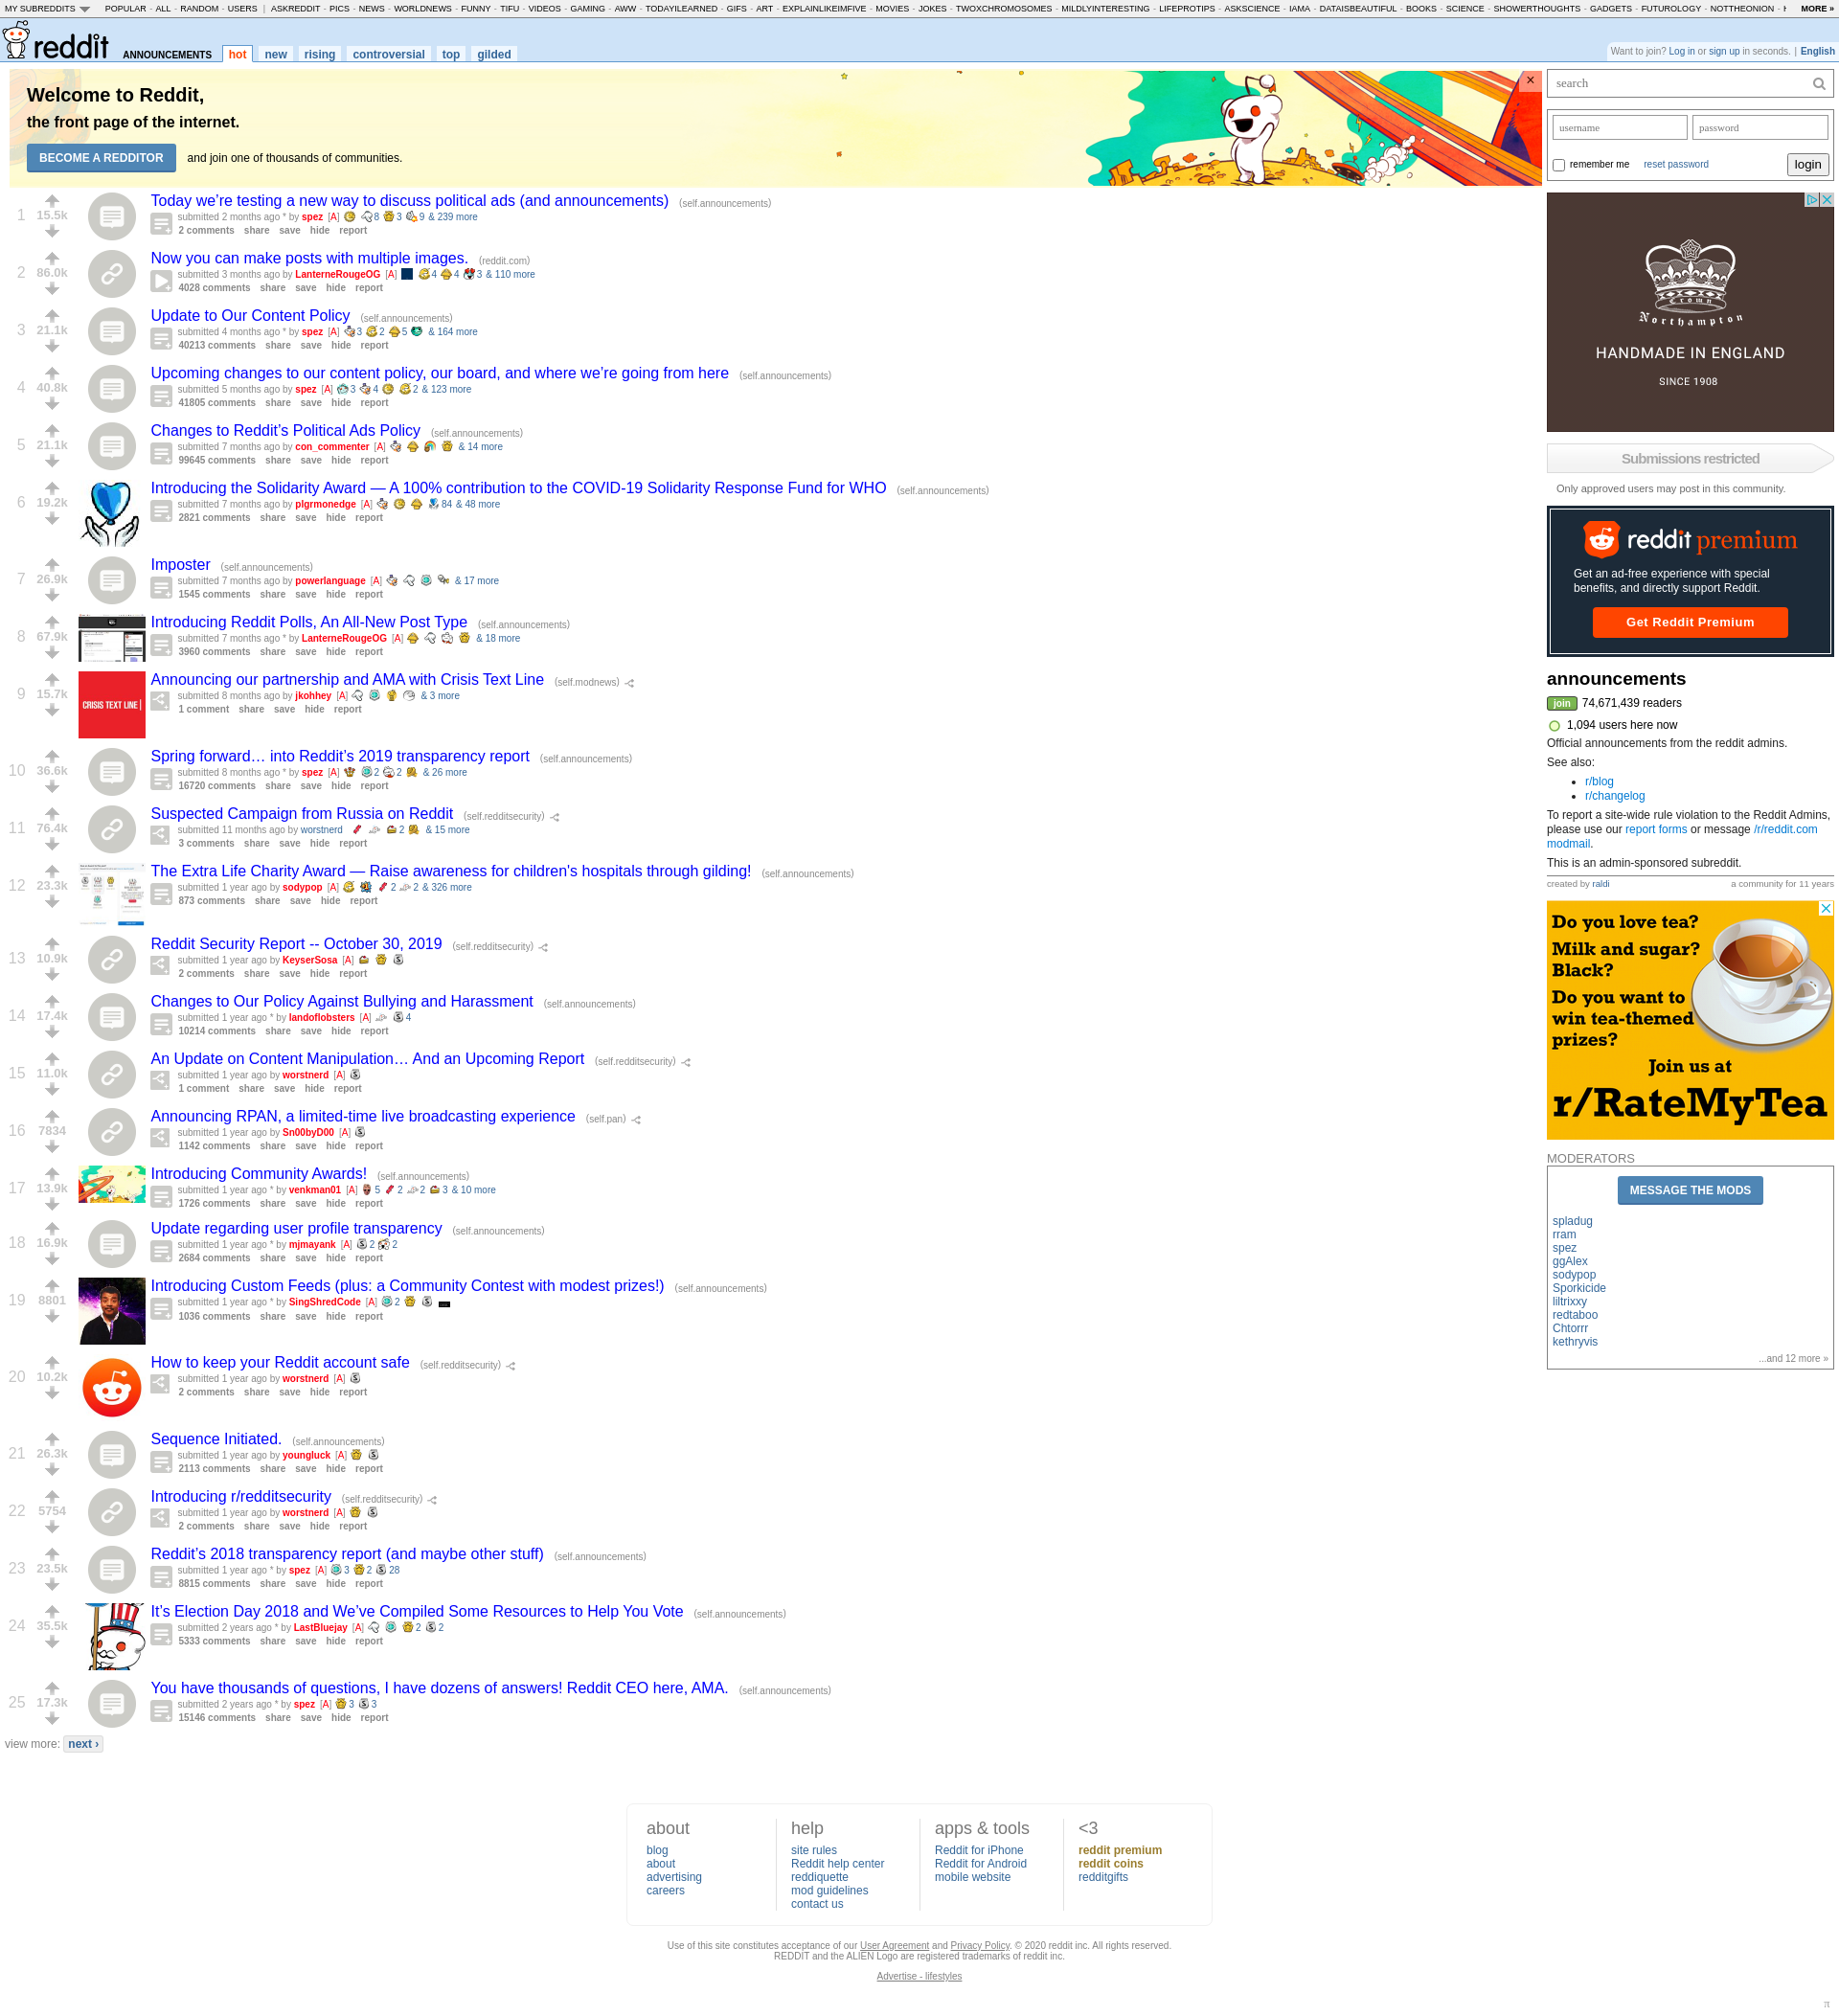 MY SUBREDDITS POPULAR - ALL - RANDOM - USERS | ASKREDDIT - PICS - NEWS - WORLDNEWS - FUNNY - TIFU - VIDEOS - GAMING - AWW - TODAYILEARNED - GIFS - ART - EXPLAINLIKEIMFIVE - MOVIES - JOKES - TWOXCHROMOSOMES - MILDLYINTERESTING - LIFEPROTIPS - ASKSCIENCE - IAMA - DATAISBEAUTIFUL - BOOKS - SCIENCE - SHOWERTHOUGHTS - GADGETS - FUTUROLOGY - NOTTHEONION - MORE »
reddit ANNOUNCEMENTS hot new rising controversial top gilded
Want to join? Log in or sign up in seconds. | English
Welcome to Reddit,
the front page of the internet.
BECOME A REDDITOR and join one of thousands of communities.
×
1 15.5k
Today we’re testing a new way to discuss political ads (and announcements) (self.announcements)
submitted 2 months ago * by spez [A] 8 3 9 & 239 more
2 comments share save hide report
2 86.0k
Now you can make posts with multiple images. (reddit.com)
submitted 3 months ago by LanterneRougeOG [A] 4 4 3 & 110 more
4028 comments share save hide report
3 21.1k
Update to Our Content Policy (self.announcements)
submitted 4 months ago * by spez [A] 3 2 5 & 164 more
40213 comments share save hide report
4 40.8k
Upcoming changes to our content policy, our board, and where we’re going from here (self.announcements)
submitted 5 months ago by spez [A] 3 4 2 & 123 more
41805 comments share save hide report
5 21.1k
Changes to Reddit’s Political Ads Policy (self.announcements)
submitted 7 months ago by con_commenter [A] & 14 more
99645 comments share save hide report
6 19.2k
Introducing the Solidarity Award — A 100% contribution to the COVID-19 Solidarity Response Fund for WHO (self.announcements)
submitted 7 months ago by plgrmonedge [A] 84 & 48 more
2821 comments share save hide report
7 26.9k
Imposter (self.announcements)
submitted 7 months ago by powerlanguage [A] & 17 more
1545 comments share save hide report
8 67.9k
Introducing Reddit Polls, An All-New Post Type (self.announcements)
submitted 7 months ago * by LanterneRougeOG [A] & 18 more
3960 comments share save hide report
9 15.7k
CRISIS TEXT LINE|
Announcing our partnership and AMA with Crisis Text Line (self.modnews)
submitted 8 months ago by jkohhey [A] & 3 more
1 comment share save hide report
10 36.6k
Spring forward… into Reddit’s 2019 transparency report (self.announcements)
submitted 8 months ago * by spez [A] 2 2 & 26 more
16720 comments share save hide report
11 76.4k
Suspected Campaign from Russia on Reddit (self.redditsecurity)
submitted 11 months ago by worstnerd 2 & 15 more
3 comments share save hide report
12 23.3k
The Extra Life Charity Award — Raise awareness for children's hospitals through gilding! (self.announcements)
submitted 1 year ago by sodypop [A] 2 2 & 326 more
873 comments share save hide report
13 10.9k
Reddit Security Report -- October 30, 2019 (self.redditsecurity)
submitted 1 year ago by KeyserSosa [A]
2 comments share save hide report
14 17.4k
Changes to Our Policy Against Bullying and Harassment (self.announcements)
submitted 1 year ago * by landoflobsters [A] 4
10214 comments share save hide report
15 11.0k
An Update on Content Manipulation… And an Upcoming Report (self.redditsecurity)
submitted 1 year ago by worstnerd [A]
1 comment share save hide report
16 7834
Announcing RPAN, a limited-time live broadcasting experience (self.pan)
submitted 1 year ago by Sn00byD00 [A]
1142 comments share save hide report
17 13.9k
Introducing Community Awards! (self.announcements)
submitted 1 year ago * by venkman01 [A] 5 2 2 3 & 10 more
1726 comments share save hide report
18 16.9k
Update regarding user profile transparency (self.announcements)
submitted 1 year ago * by mjmayank [A] 2 2
2684 comments share save hide report
19 8801
Introducing Custom Feeds (plus: a Community Contest with modest prizes!) (self.announcements)
submitted 1 year ago * by SingShredCode [A] 2
1036 comments share save hide report
20 10.2k
How to keep your Reddit account safe (self.redditsecurity)
submitted 1 year ago by worstnerd [A]
2 comments share save hide report
21 26.3k
Sequence Initiated. (self.announcements)
submitted 1 year ago by youngluck [A]
2113 comments share save hide report
22 5754
Introducing r/redditsecurity (self.redditsecurity)
submitted 1 year ago by worstnerd [A]
2 comments share save hide report
23 23.5k
Reddit’s 2018 transparency report (and maybe other stuff) (self.announcements)
submitted 1 year ago * by spez [A] 3 2 28
8815 comments share save hide report
24 35.5k
It’s Election Day 2018 and We’ve Compiled Some Resources to Help You Vote (self.announcements)
submitted 2 years ago * by LastBluejay [A] 2 2
5333 comments share save hide report
25 17.3k
You have thousands of questions, I have dozens of answers! Reddit CEO here, AMA. (self.announcements)
submitted 2 years ago * by spez [A] 3 3
15146 comments share save hide report
view more: next ›
search
username password
remember me reset password login
Crown
Northampton
HANDMADE IN ENGLAND
SINCE 1908
Submissions restricted
Only approved users may post in this community.
reddit premium
Get an ad-free experience with special
benefits, and directly support Reddit.
Get Reddit Premium
announcements
join 74,671,439 readers
1,094 users here now
Official announcements from the reddit admins.
See also:
• r/blog
• r/changelog
To report a site-wide rule violation to the Reddit Admins,
please use our report forms or message /r/reddit.com
modmail.
This is an admin-sponsored subreddit.
created by raldi a community for 11 years
Do you love tea?
Milk and sugar?
Black?
Do you want to
win tea-themed
prizes?
Join us at
r/RateMyTea
MODERATORS
MESSAGE THE MODS
spladug
rram
spez
ggAlex
sodypop
Sporkicide
liltrixxy
redtaboo
Chtorrr
kethryvis
...and 12 more »
about
blog
about
advertising
careers
help
site rules
Reddit help center
reddiquette
mod guidelines
contact us
apps & tools
Reddit for iPhone
Reddit for Android
mobile website
<3
reddit premium
reddit coins
redditgifts
Use of this site constitutes acceptance of our User Agreement and Privacy Policy. © 2020 reddit inc. All rights reserved.
REDDIT and the ALIEN Logo are registered trademarks of reddit inc.
Advertise - lifestyles
π